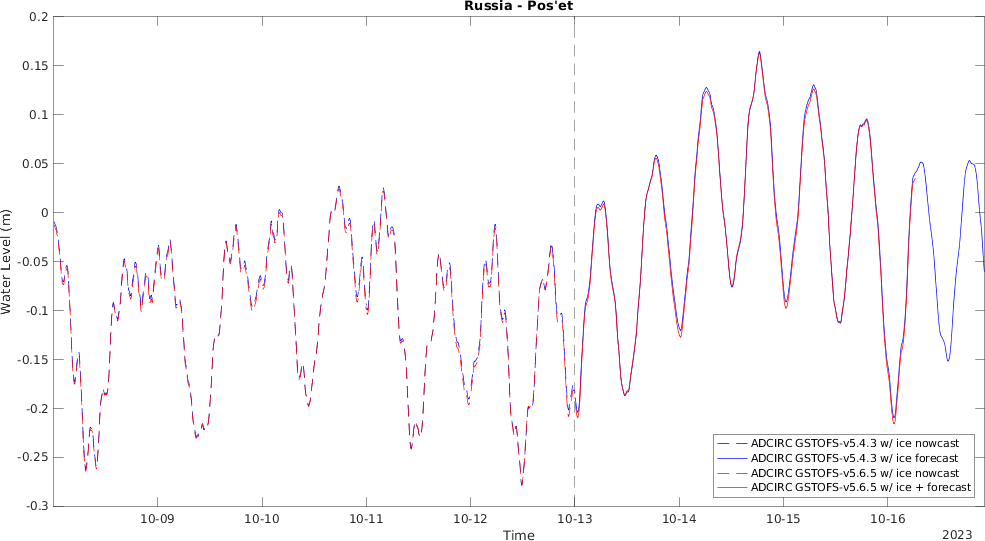 Russia - Pos'et
0.2
0.15
0.1
0.05
0
-0.05
-0.1
-0.15
-0.2
-0.25
-0.3
Water Level (m)
10-09 10-10 10-11 10-12 10-13 10-14 10-15 10-16
Time
2023
ADCIRC GSTOFS-v5.4.3 w/ ice nowcast
ADCIRC GSTOFS-v5.4.3 w/ ice forecast
ADCIRC GSTOFS-v5.6.5 w/ ice nowcast
ADCIRC GSTOFS-v5.6.5 w/ ice + forecast